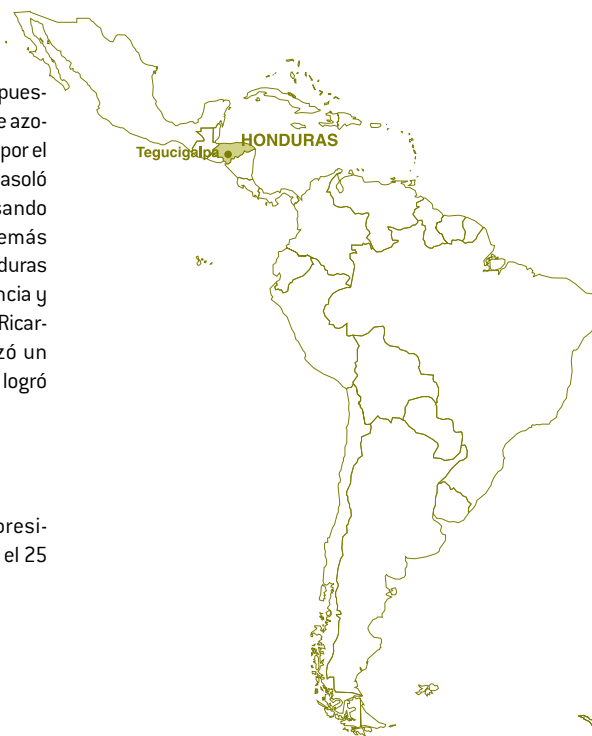 pues-
e azo-
por el
asoló
sando
emás
duras
ncia y
Ricar-
zó un
logró
presi-
el 25
HONDURAS
Tegucigalpa